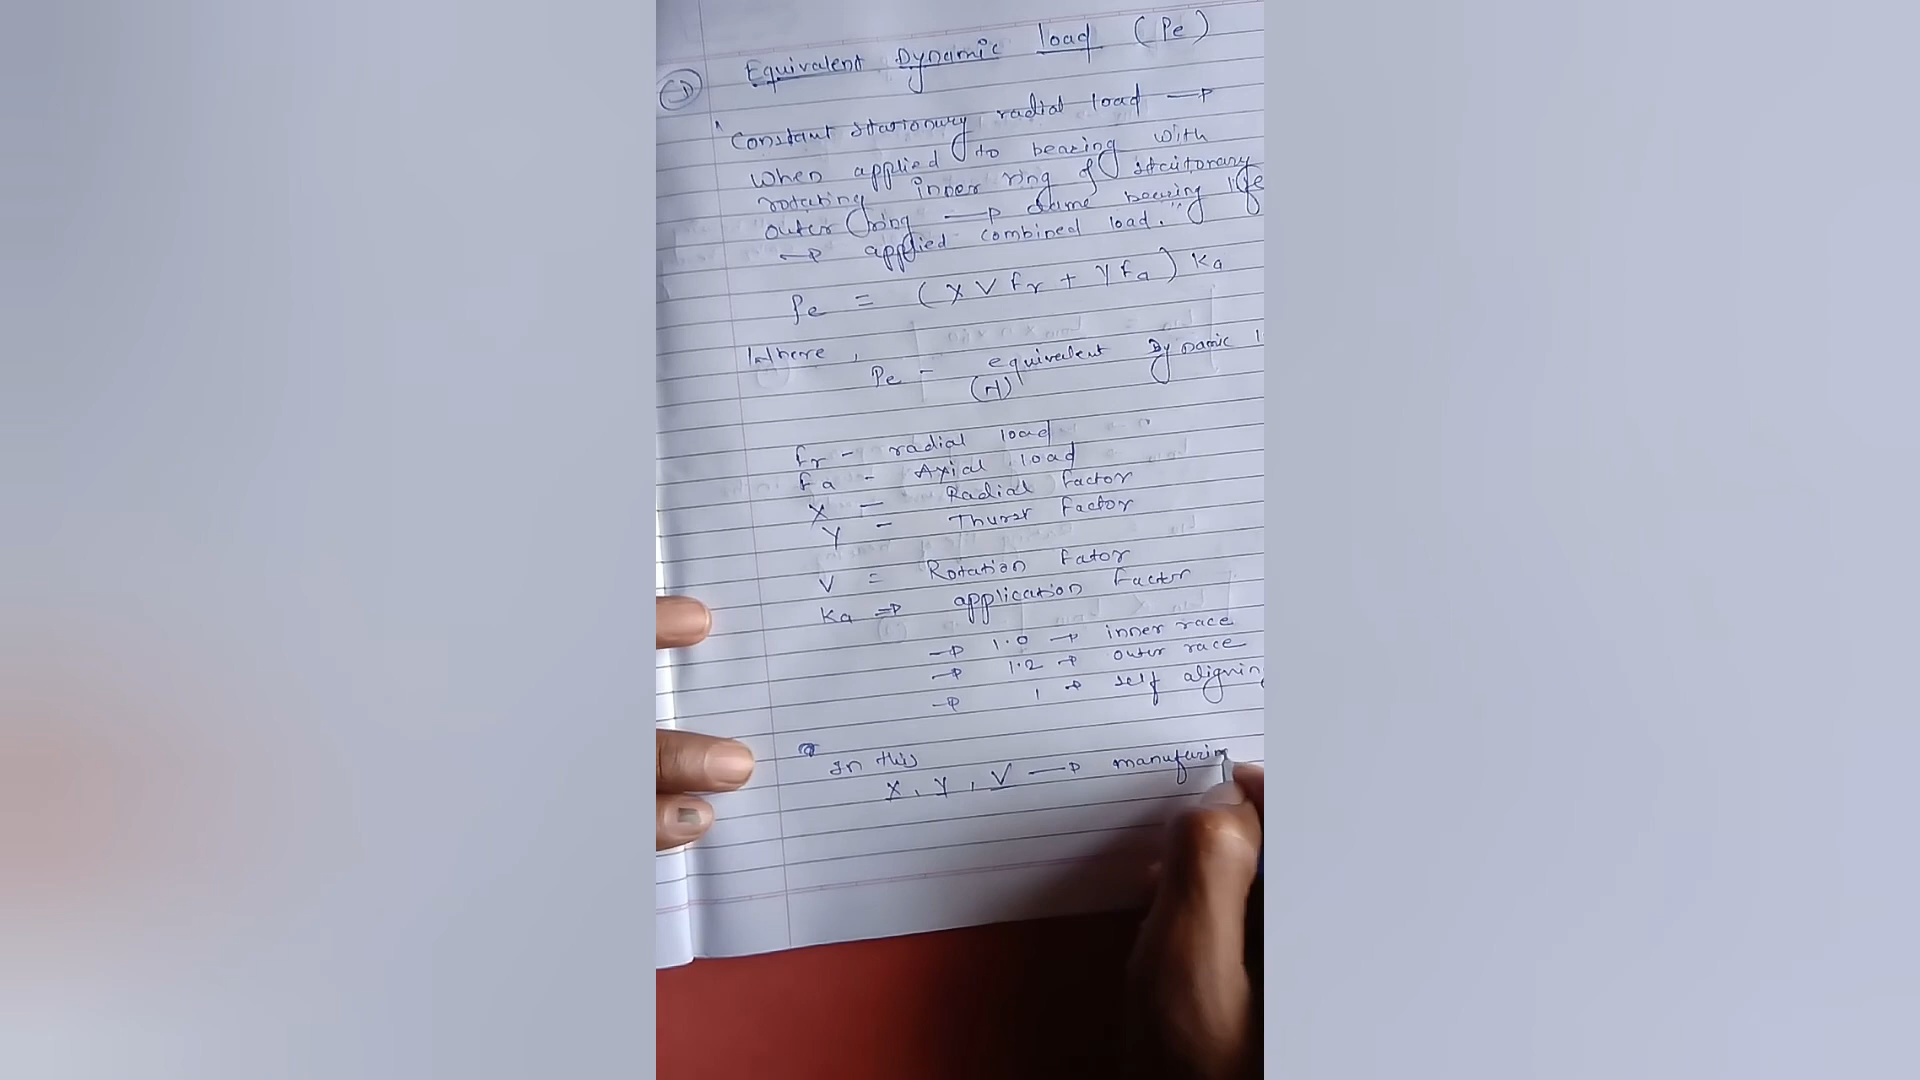 Equivalent Dynamic load (Pe)
①
" Constant stationary radial load →
when applied to bearing with
rotating inner ring & stationary
outer ring → same bearing life
→ applied combined load."
Pe = (X V Fr + Y Fa) Ka
Where,
Pe - equivalent Dynamic l
(N)
Fr - radial load
Fa - Axial load
X - Radial factor
Y - Thurst factor
V = Rotation Fator
Ka ⇒ application factor
→ 1.0 → inner race
→ 1.2 → outer race
→ 1 → self aligning
In this
X, Y, V → manufurin